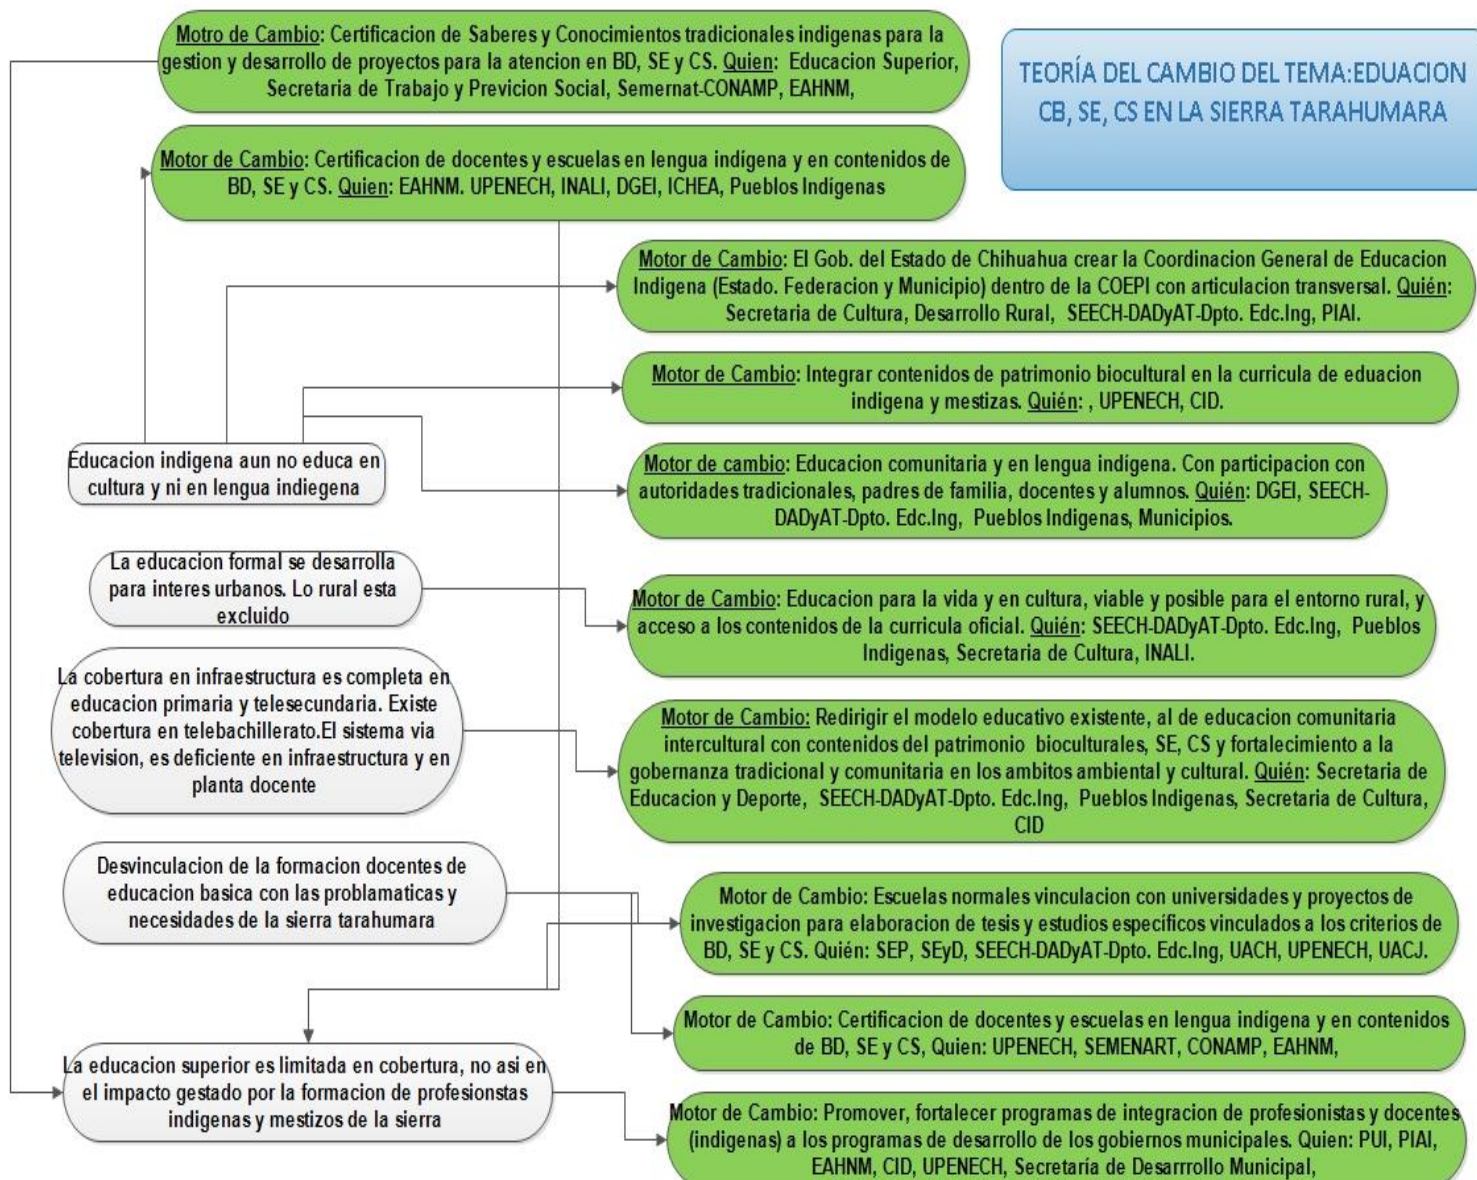 Motro de Cambio: Certificacion de Saberes y Conocimientos tradicionales indigenas para la
gestion y desarrollo de proyectos para la atencion en BD, SE y CS. Quien: Educacion Superior,
Secretaria de Trabajo y Previcion Social, Semernat-CONAMP, EAHNM,
TEORÍA DEL CAMBIO DEL TEMA:EDUACION
CB, SE, CS EN LA SIERRA TARAHUMARA
Motor de Cambio: Certificacion de docentes y escuelas en lengua indígena y en contenidos de
BD, SE y CS. Quien: EAHNM. UPENECH, INALI, DGEI, ICHEA, Pueblos Indígenas
Motor de Cambio: El Gob. del Estado de Chihuahua crear la Coordinacion General de Educacion
Indigena (Estado. Federacion y Municipio) dentro de la COEPI con articulacion transversal. Quién:
Secretaria de Cultura, Desarrollo Rural, SEECH-DADyAT-Dpto. Edc.Ing, PIAI.
Motor de Cambio: Integrar contenidos de patrimonio biocultural en la curricula de eduacion
indigena y mestizas. Quién: , UPENECH, CID.
Educacion indigena aun no educa en
cultura y ni en lengua indiegena
Motor de cambio: Educacion comunitaria y en lengua indígena. Con participacion con
autoridades tradicionales, padres de familia, docentes y alumnos. Quién: DGEI, SEECH-
DADyAT-Dpto. Edc.Ing, Pueblos Indigenas, Municipios.
La educacion formal se desarrolla
para interes urbanos. Lo rural esta
excluido
Motor de Cambio: Educacion para la vida y en cultura, viable y posible para el entorno rural, y
acceso a los contenidos de la curricula oficial. Quién: SEECH-DADyAT-Dpto. Edc.Ing, Pueblos
Indigenas, Secretaria de Cultura, INALI.
La cobertura en infraestructura es completa en
educacion primaria y telesecundaria. Existe
cobertura en telebachillerato.El sistema via
television, es deficiente en infraestructura y en
planta docente
Motor de Cambio: Redirigir el modelo educativo existente, al de educacion comunitaria
intercultural con contenidos del patrimonio bioculturales, SE, CS y fortalecimiento a la
gobernanza tradicional y comunitaria en los ambitos ambiental y cultural. Quién: Secretaria de
Educacion y Deporte, SEECH-DADyAT-Dpto. Edc.Ing, Pueblos Indigenas, Secretaria de Cultura,
CID
Desvinculacion de la formacion docentes de
educacion basica con las problamaticas y
necesidades de la sierra tarahumara
Motor de Cambio: Escuelas normales vinculacion con universidades y proyectos de
investigacion para elaboracion de tesis y estudios específicos vinculados a los criterios de
BD, SE y CS. Quién: SEP, SEyD, SEECH-DADyAT-Dpto. Edc.Ing, UACH, UPENECH, UACJ.
Motor de Cambio: Certificacion de docentes y escuelas en lengua indígena y en contenidos
de BD, SE y CS, Quien: UPENECH, SEMENART, CONAMP, EAHNM,
La educacion superior es limitada en cobertura, no asi en
el impacto gestado por la formacion de profesionstas
indigenas y mestizos de la sierra
Motor de Cambio: Promover, fortalecer programas de integracion de profesionistas y docentes
(indigenas) a los programas de desarrollo de los gobiernos municipales. Quien: PUI, PIAI,
EAHNM, CID, UPENECH, Secretaría de Desarrrollo Municipal,